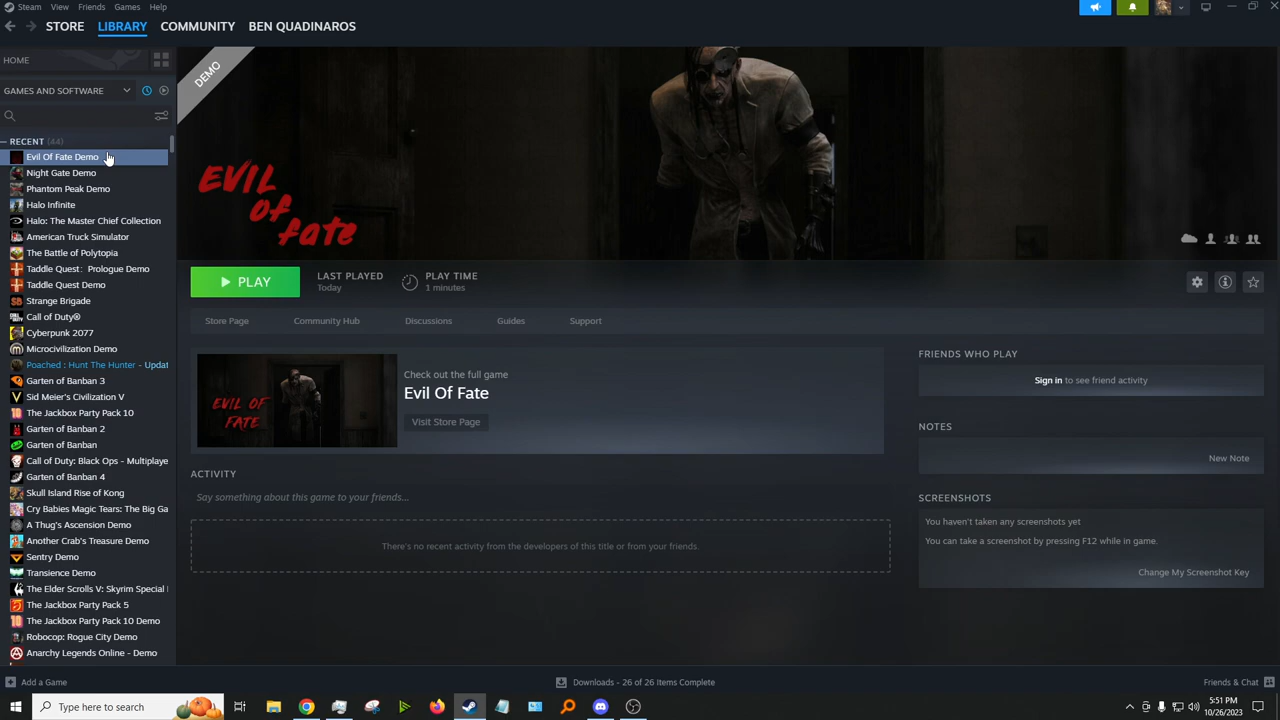 Steam View Friends Games Help
STORE LIBRARY COMMUNITY BEN QUADINAROS
HOME
GAMES AND SOFTWARE
RECENT (44)
Evil Of Fate Demo
Night Gate Demo
Phantom Peak Demo
Halo Infinite
Halo: The Master Chief Collection
American Truck Simulator
The Battle of Polytopia
Taddle Quest：Prologue Demo
Taddle Quest Demo
Strange Brigade
Call of Duty®
Cyberpunk 2077
Microcivilization Demo
Poached : Hunt The Hunter - Updat
Garten of Banban 3
Sid Meier's Civilization V
The Jackbox Party Pack 10
Garten of Banban 2
Garten of Banban
Call of Duty: Black Ops - Multiplaye
Garten of Banban 4
Skull Island Rise of Kong
Cry Babies Magic Tears: The Big Ga
A Thug's Ascension Demo
Another Crab's Treasure Demo
Sentry Demo
Transience Demo
The Elder Scrolls V: Skyrim Special
The Jackbox Party Pack 5
The Jackbox Party Pack 10 Demo
Robocop: Rogue City Demo
Anarchy Legends Online - Demo
DEMO
EVIL
of
fate
PLAY
LAST PLAYED
Today
PLAY TIME
1 minutes
Store Page Community Hub Discussions Guides Support
EVIL OF
FATE
Check out the full game
Evil Of Fate
Visit Store Page
ACTIVITY
Say something about this game to your friends...
There's no recent activity from the developers of this title or from your friends.
FRIENDS WHO PLAY
Sign in to see friend activity
NOTES
New Note
SCREENSHOTS
You haven't taken any screenshots yet
You can take a screenshot by pressing F12 while in game.
Change My Screenshot Key
Add a Game
Downloads - 26 of 26 Items Complete
Friends & Chat
Type here to search
5:51 PM
10/26/2023